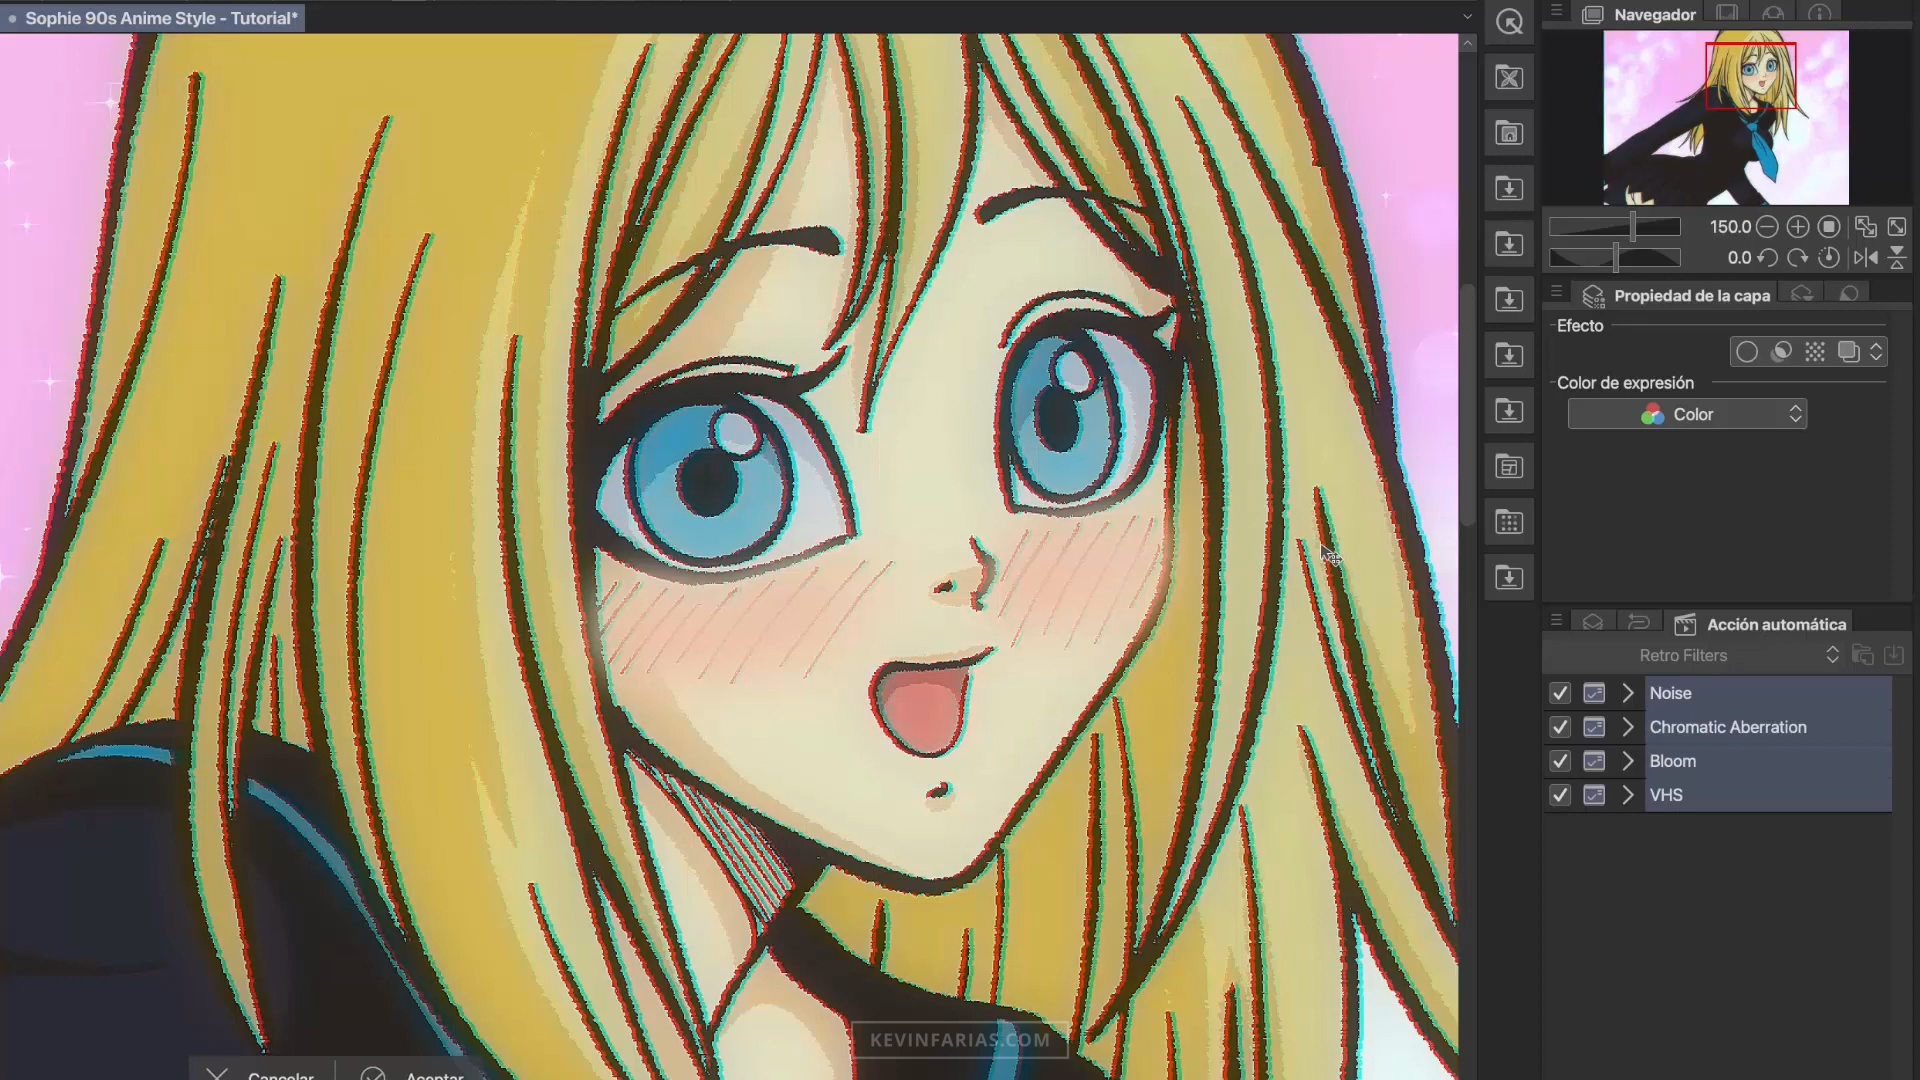 Sophie 90s Anime Style - Tutorial*
Navegador
150.0
0.0
Propiedad de la capa
Efecto
Color de expresión
Color
Acción automática
Retro Filters
Noise
Chromatic Aberration
Bloom
VHS
KEVINFARIAS.COM
Cancelar
Aceptar